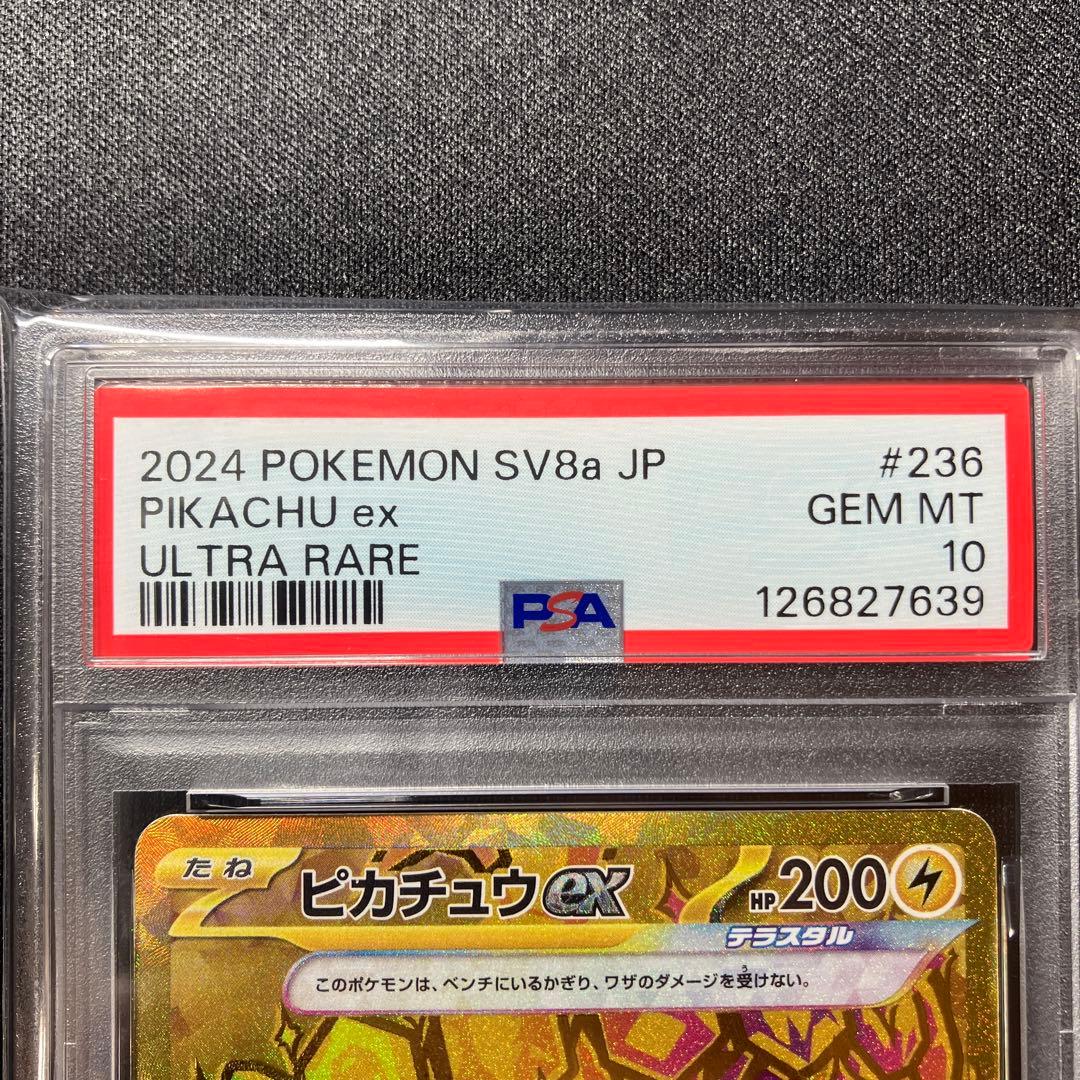 2024 POKEMON SV8a JP #236
PIKACHU ex GEM MT
ULTRA RARE 10
PSA 126827639
たね ピカチュウex HP 200
テラスタル
このポケモンは、ベンチにいるかぎり、ワザのダメージを受けない。